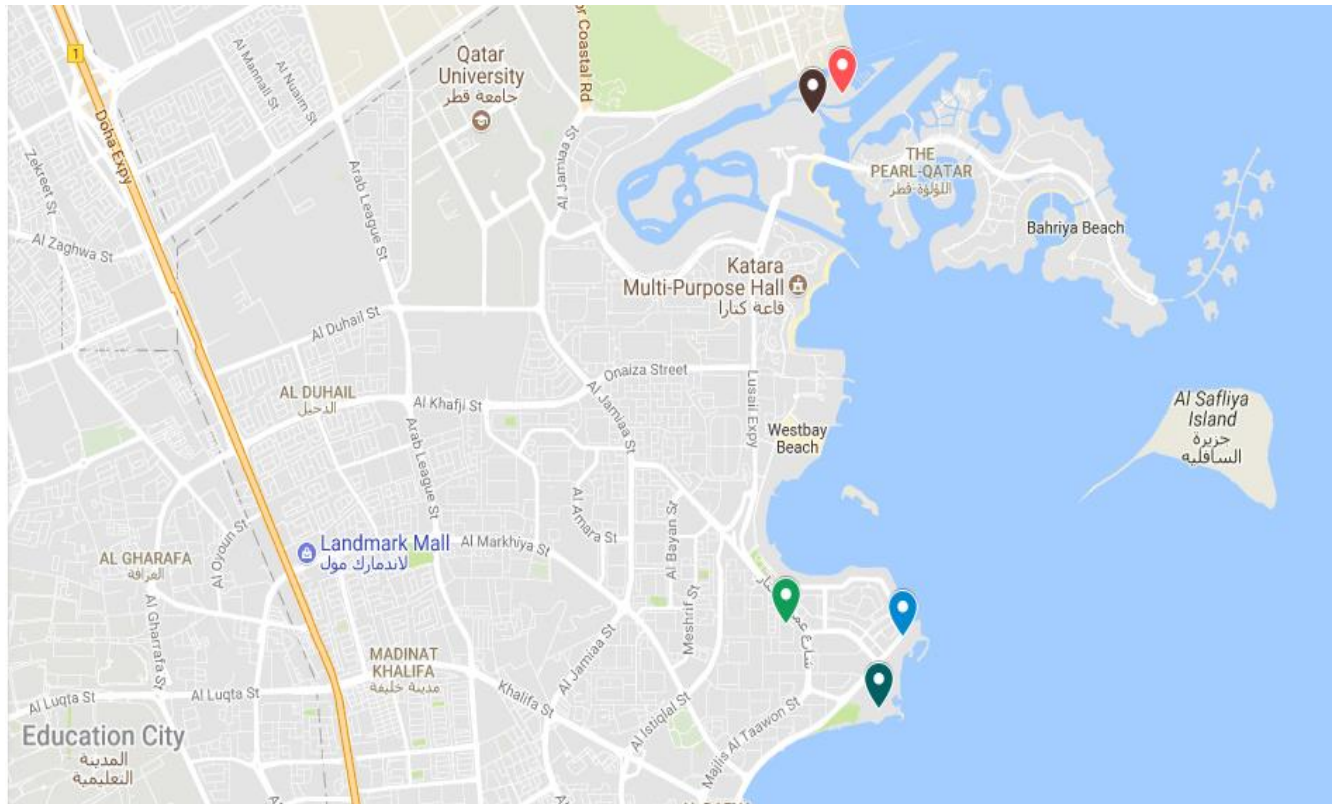 or Coastal Rd
1
Qatar
University
جامعة قطر
Al Mannall St
Al Nuaim St
Doha Expy
Zekreet St
Arab League St
Al Jamiaa St
THE
PEARL-QATAR
اللؤلؤة قطر
Al Zaghwa St
Bahriya Beach
Katara
Multi-Purpose Hall
قاعة كتارا
Al Duhail St
Onaiza Street
AL DUHAIL
الدحيل
Al Khafji St
Al Jamiaa St
Lusail Expy
Al Safliya
Island
جزيرة
السافليه
Westbay
Beach
Arab League St
Al Amara St
Al Bayan St
Landmark Mall
لاندمارك مول
Al Markhiya St
AL GHARAFA
الغرافة
Al Oyoun St
Al Gharrafa St
Meshrif St
شارع
MADINAT
KHALIFA
مدينة خليفة
Al Jamiaa St
Al Luqta St
Al Luqta St
Khalifa St
Al Istiqlal St
Majlis Al Taawon St
Education City
المدينة
التعليمية